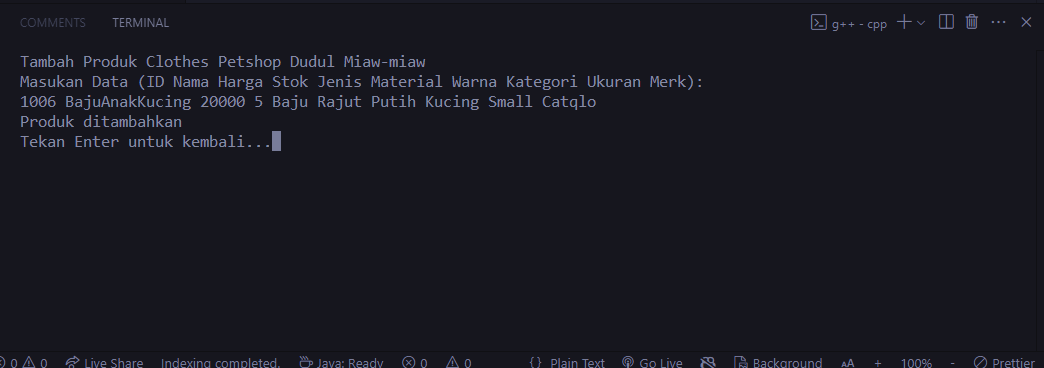 COMMENTS TERMINAL g++ - cpp
Tambah Produk Clothes Petshop Dudul Miaw-miaw
Masukan Data (ID Nama Harga Stok Jenis Material Warna Kategori Ukuran Merk):
1006 BajuAnakKucing 20000 5 Baju Rajut Putih Kucing Small Catqlo
Produk ditambahkan
Tekan Enter untuk kembali...
0 0 Live Share Indexing completed. Java: Ready 0 0 {} Plain Text Go Live Background AA + 100% - Prettier